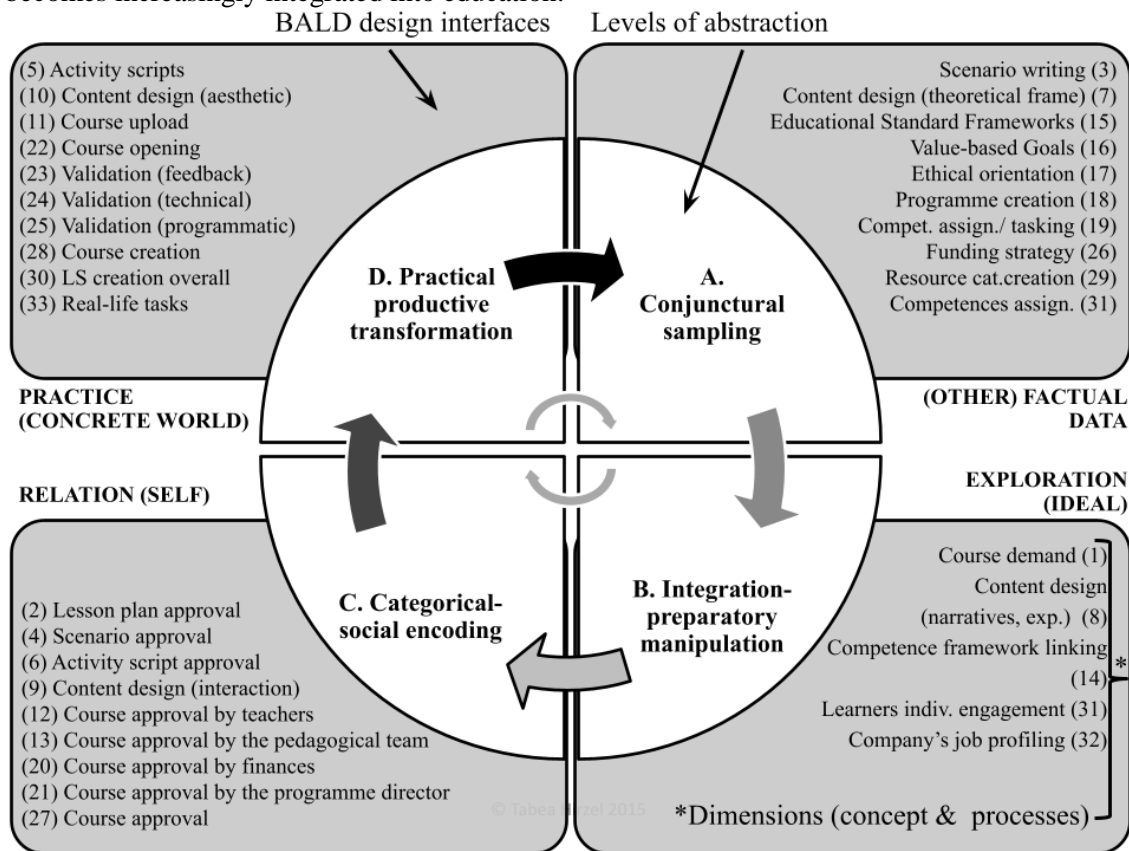 becomes increasingly integrated into education.
BALD design interfaces
Levels of abstraction
(5) Activity scripts
(10) Content design (aesthetic)
(11) Course upload
(22) Course opening
(23) Validation (feedback)
(24) Validation (technical)
(25) Validation (programmatic)
(28) Course creation
(30) LS creation overall
(33) Real-life tasks
Scenario writing (3)
Content design (theoretical frame) (7)
Educational Standard Frameworks (15)
Value-based Goals (16)
Ethical orientation (17)
Programme creation (18)
Compet. assign./ tasking (19)
Funding strategy (26)
Resource cat.creation (29)
Competences assign. (31)
D. Practical
productive
transformation
A.
Conjunctural
sampling
PRACTICE
(CONCRETE WORLD)
(OTHER) FACTUAL
DATA
RELATION (SELF)
EXPLORATION
(IDEAL)
(2) Lesson plan approval
(4) Scenario approval
(6) Activity script approval
(9) Content design (interaction)
(12) Course approval by teachers
(13) Course approval by the pedagogical team
(20) Course approval by finances
(21) Course approval by the programme director
(27) Course approval
C. Categorical-
social encoding
B. Integration-
preparatory
manipulation
Course demand (1)
Content design
(narratives, exp.) (8)
Competence framework linking
(14)
Learners indiv. engagement (31)
Company's job profiling (32)
*
© Tabea Hirzel 2015
*Dimensions (concept & processes)